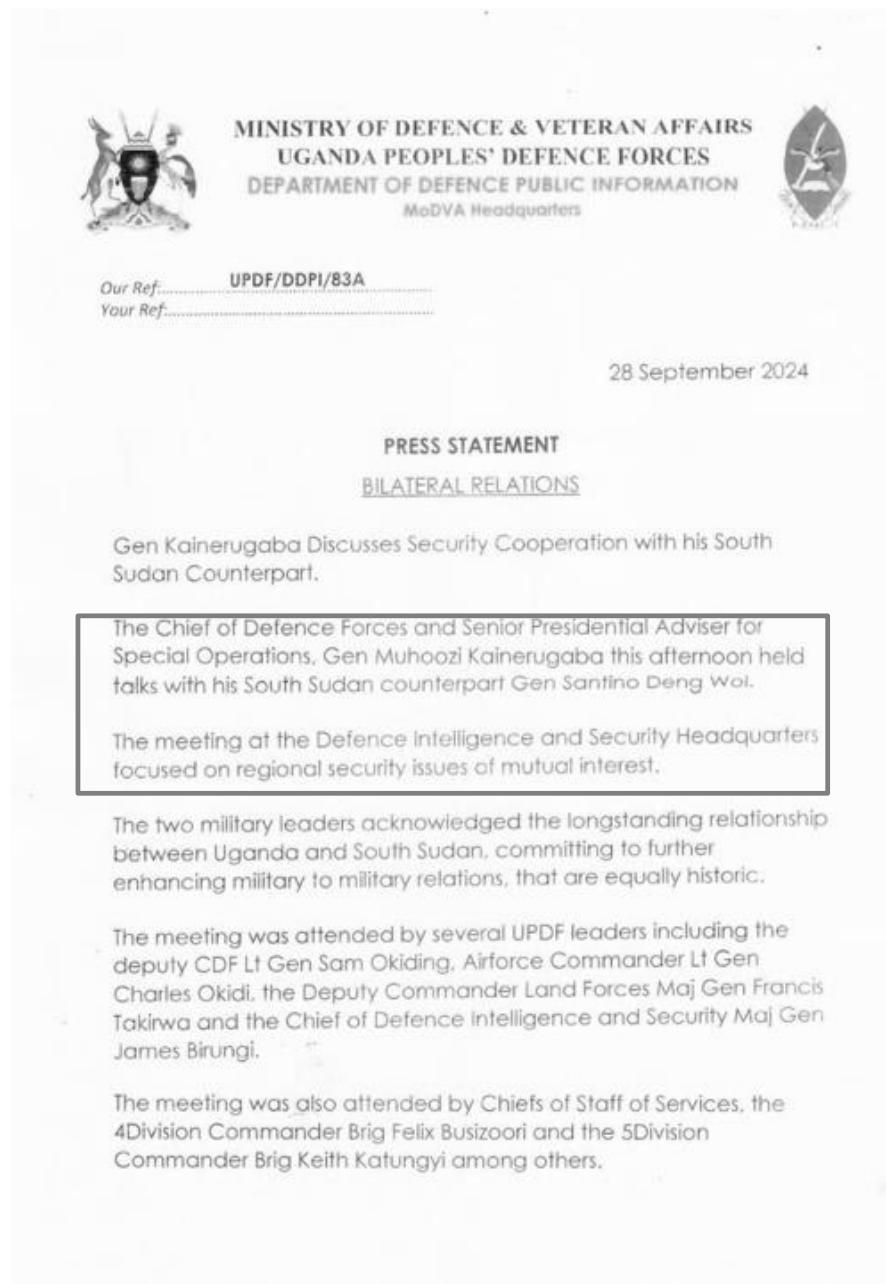 MINISTRY OF DEFENCE & VETERAN AFFAIRS
UGANDA PEOPLES' DEFENCE FORCES
DEPARTMENT OF DEFENCE PUBLIC INFORMATION
MoDVA Headquarters
Our Ref:.................UPDF/DDPI/83A.................
Your Ref:..................................................
28 September 2024
PRESS STATEMENT
BILATERAL RELATIONS
Gen Kainerugaba Discusses Security Cooperation with his South
Sudan Counterpart.
The Chief of Defence Forces and Senior Presidential Adviser for
Special Operations, Gen Muhoozi Kainerugaba this afternoon held
talks with his South Sudan counterpart Gen Santino Deng Wol.
The meeting at the Defence Intelligence and Security Headquarters
focused on regional security issues of mutual interest.
The two military leaders acknowledged the longstanding relationship
between Uganda and South Sudan, committing to further
enhancing military to military relations, that are equally historic.
The meeting was attended by several UPDF leaders including the
deputy CDF Lt Gen Sam Okiding, Airforce Commander Lt Gen
Charles Okidi, the Deputy Commander Land Forces Maj Gen Francis
Takirwa and the Chief of Defence Intelligence and Security Maj Gen
James Birungi.
The meeting was also attended by Chiefs of Staff of Services, the
4Division Commander Brig Felix Busizoori and the 5Division
Commander Brig Keith Katungyi among others.